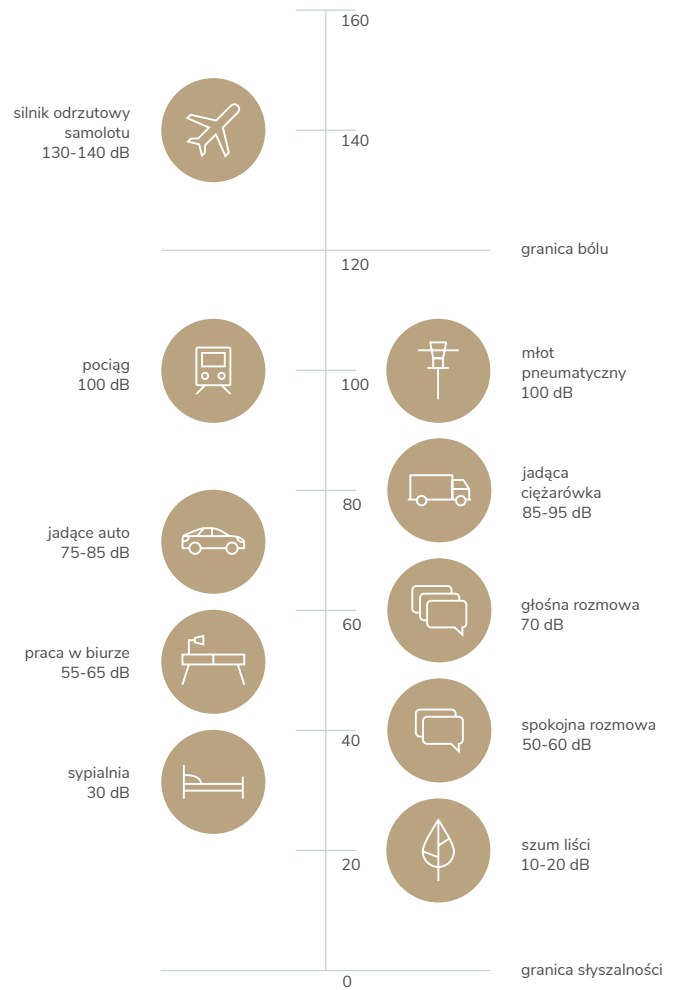 160
silnik odrzutowy
samolotu
130-140 dB
140
granica bólu
120
pociąg
100 dB
100
młot
pneumatyczny
100 dB
jadąca
ciężarówka
85-95 dB
80
jadące auto
75-85 dB
głośna rozmowa
70 dB
60
praca w biurze
55-65 dB
spokojna rozmowa
50-60 dB
40
sypialnia
30 dB
szum liści
10-20 dB
20
granica słyszalności
0